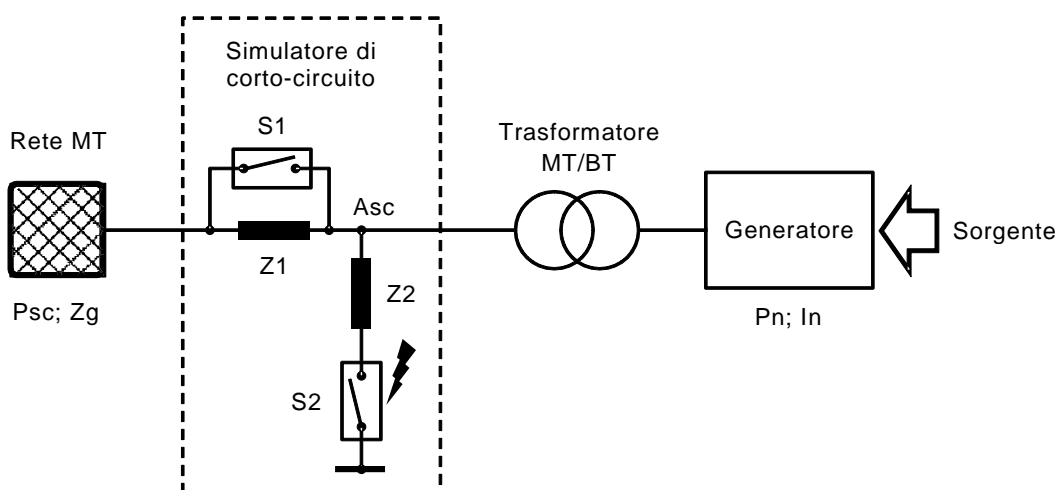 Simulatore di
corto-circuito
S1
Rete MT
Trasformatore
MT/BT
Asc
Generatore
Sorgente
Z1
Z2
Psc; Zg
Pn; In
S2